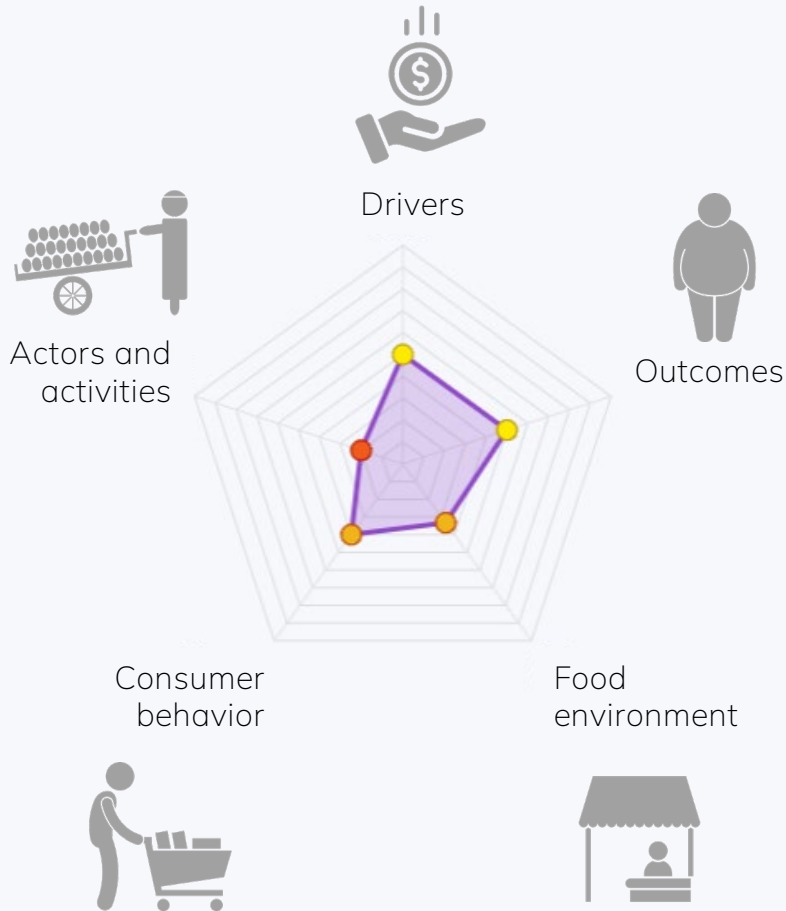 $
Drivers
Actors and
activities
Outcomes
Consumer
behavior
Food
environment